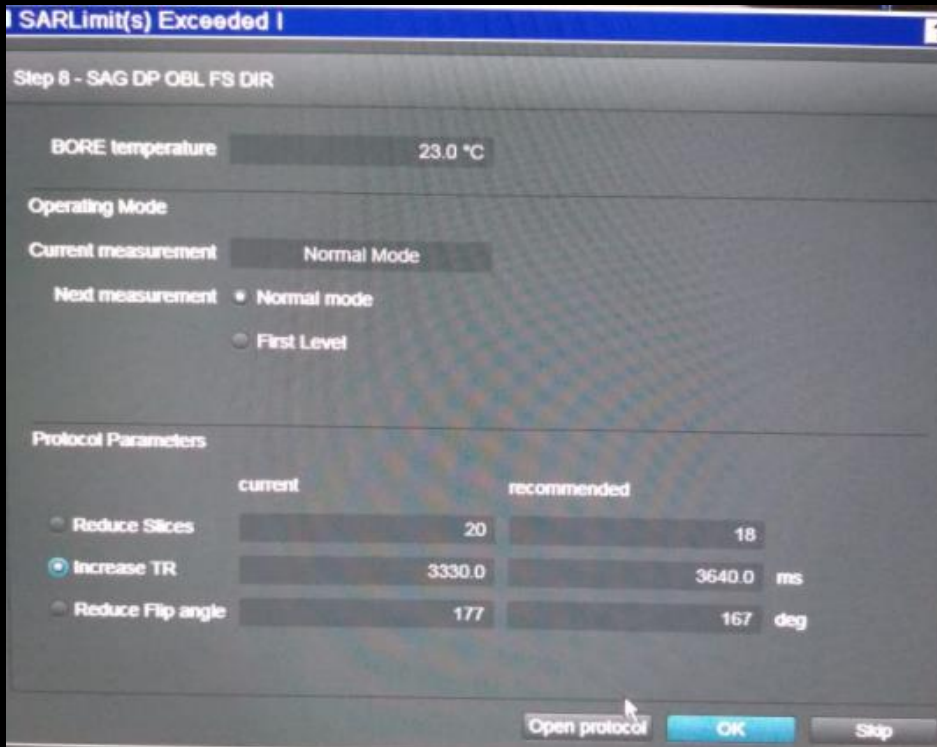 SARLimit(s) Exceeded !
Step 8 - SAG DP OBL FS DIR
BORE temperature 23.0 °C
Operating Mode
Current measurement Normal Mode
Next measurement Normal mode
First Level
Protocol Parameters
current recommended
Reduce Slices 20 18
Increase TR 3330.0 3640.0 ms
Reduce Flip angle 177 167 deg
Open protocol OK Skip